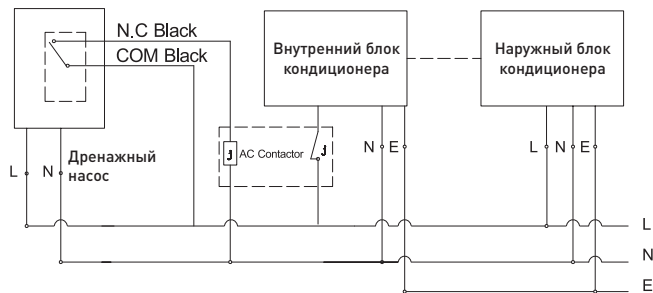 N.C Black
COM Black
Внутренний блок
кондиционера
Наружный блок
кондиционера
J
AC Contactor
J
L
N
Дренажный
насос
N
E
L
N
E
L
N
E